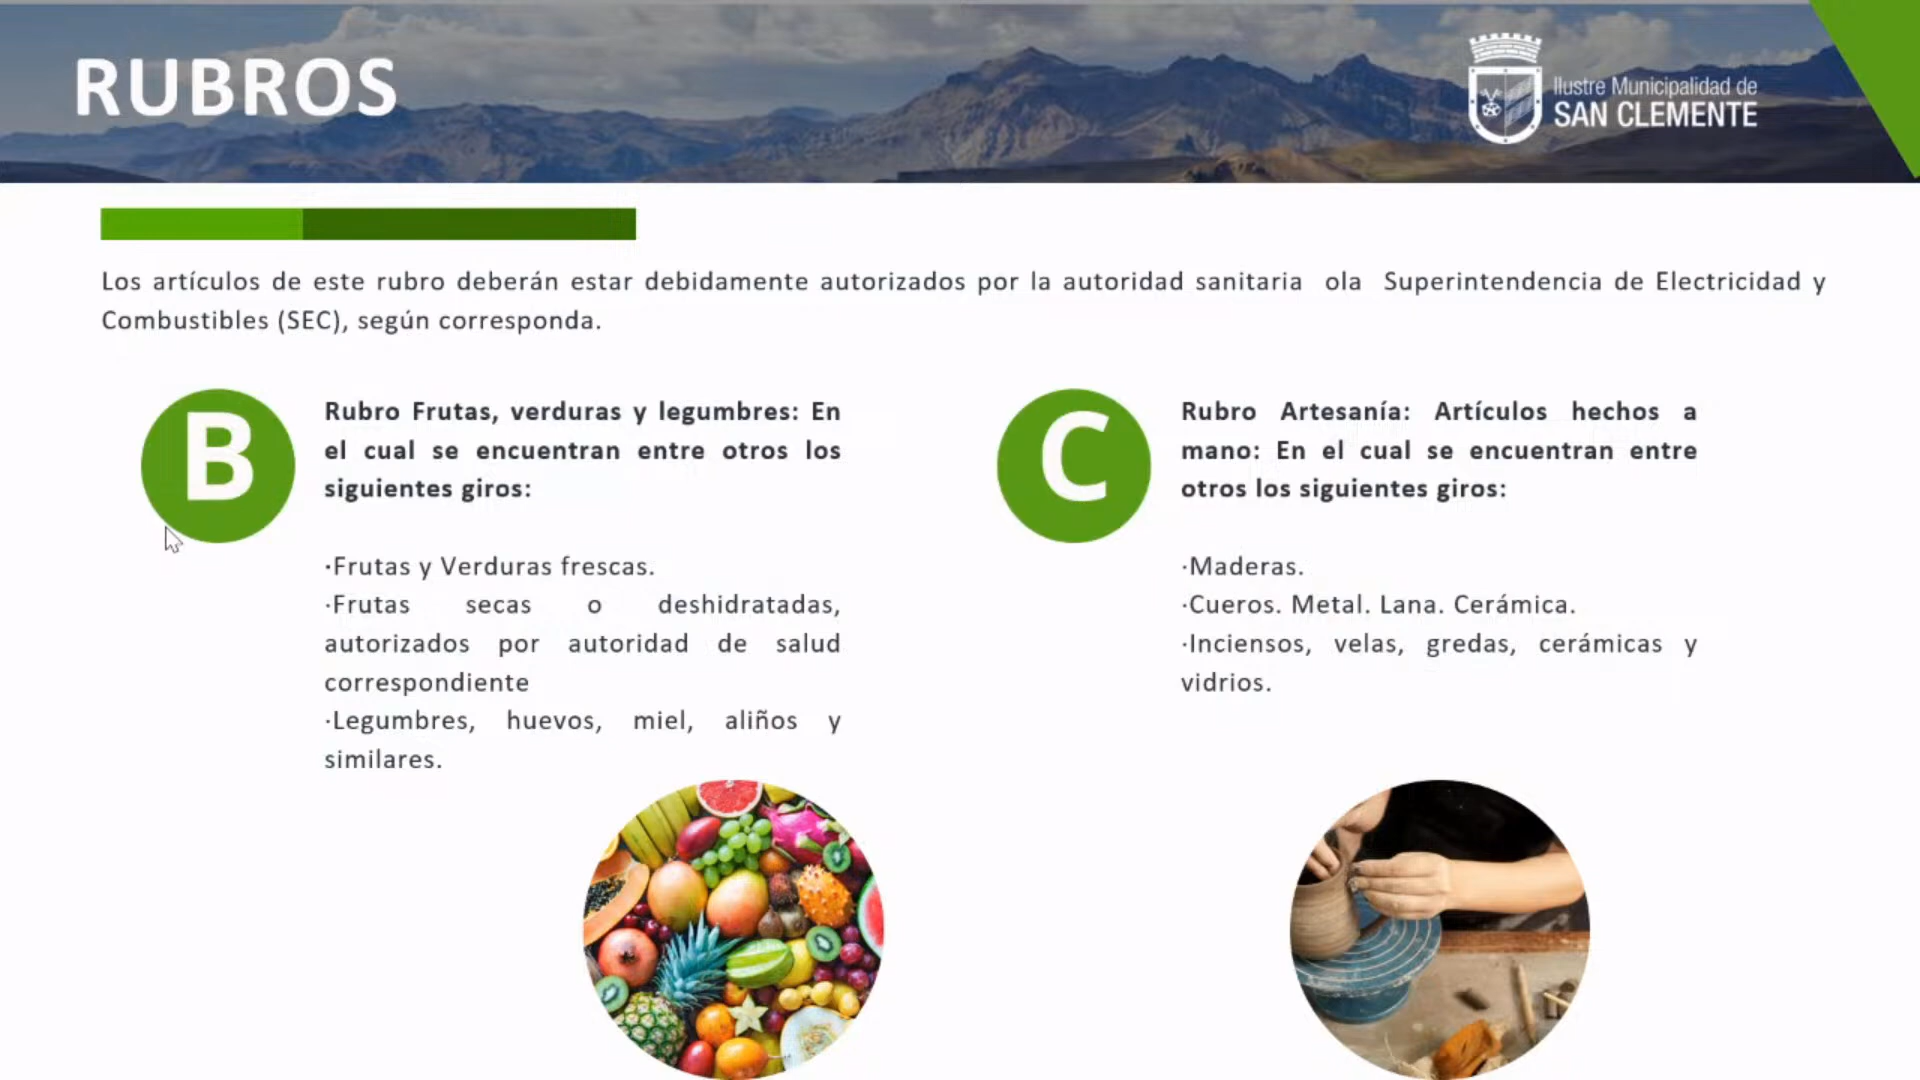 RUBROS
Ilustre Municipalidad de
SAN CLEMENTE
Los artículos de este rubro deberán estar debidamente autorizados por la autoridad sanitaria ola Superintendencia de Electricidad y
Combustibles (SEC), según corresponda.
B
Rubro Frutas, verduras y legumbres: En
el cual se encuentran entre otros los
siguientes giros:
·Frutas y Verduras frescas.
·Frutas secas o deshidratadas,
autorizados por autoridad de salud
correspondiente
·Legumbres, huevos, miel, aliños y
similares.
C
Rubro Artesanía: Artículos hechos a
mano: En el cual se encuentran entre
otros los siguientes giros:
·Maderas.
·Cueros. Metal. Lana. Cerámica.
·Inciensos, velas, gredas, cerámicas y
vidrios.